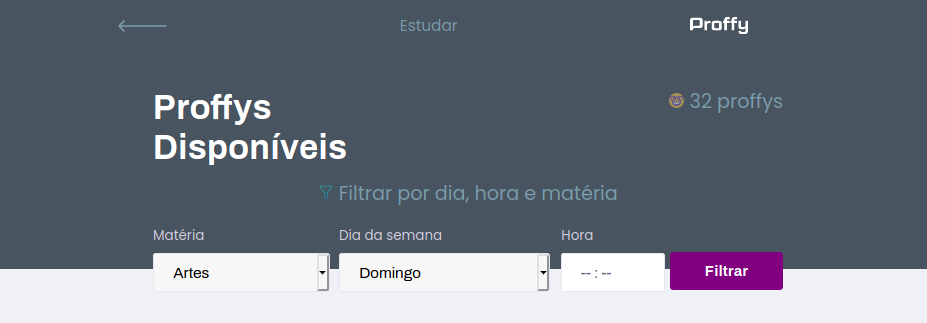 Estudar
Proffy
Proffys
Disponíveis
32 proffys
Filtrar por dia, hora e matéria
Matéria
Dia da semana
Hora
Artes
Domingo
-- : --
Filtrar